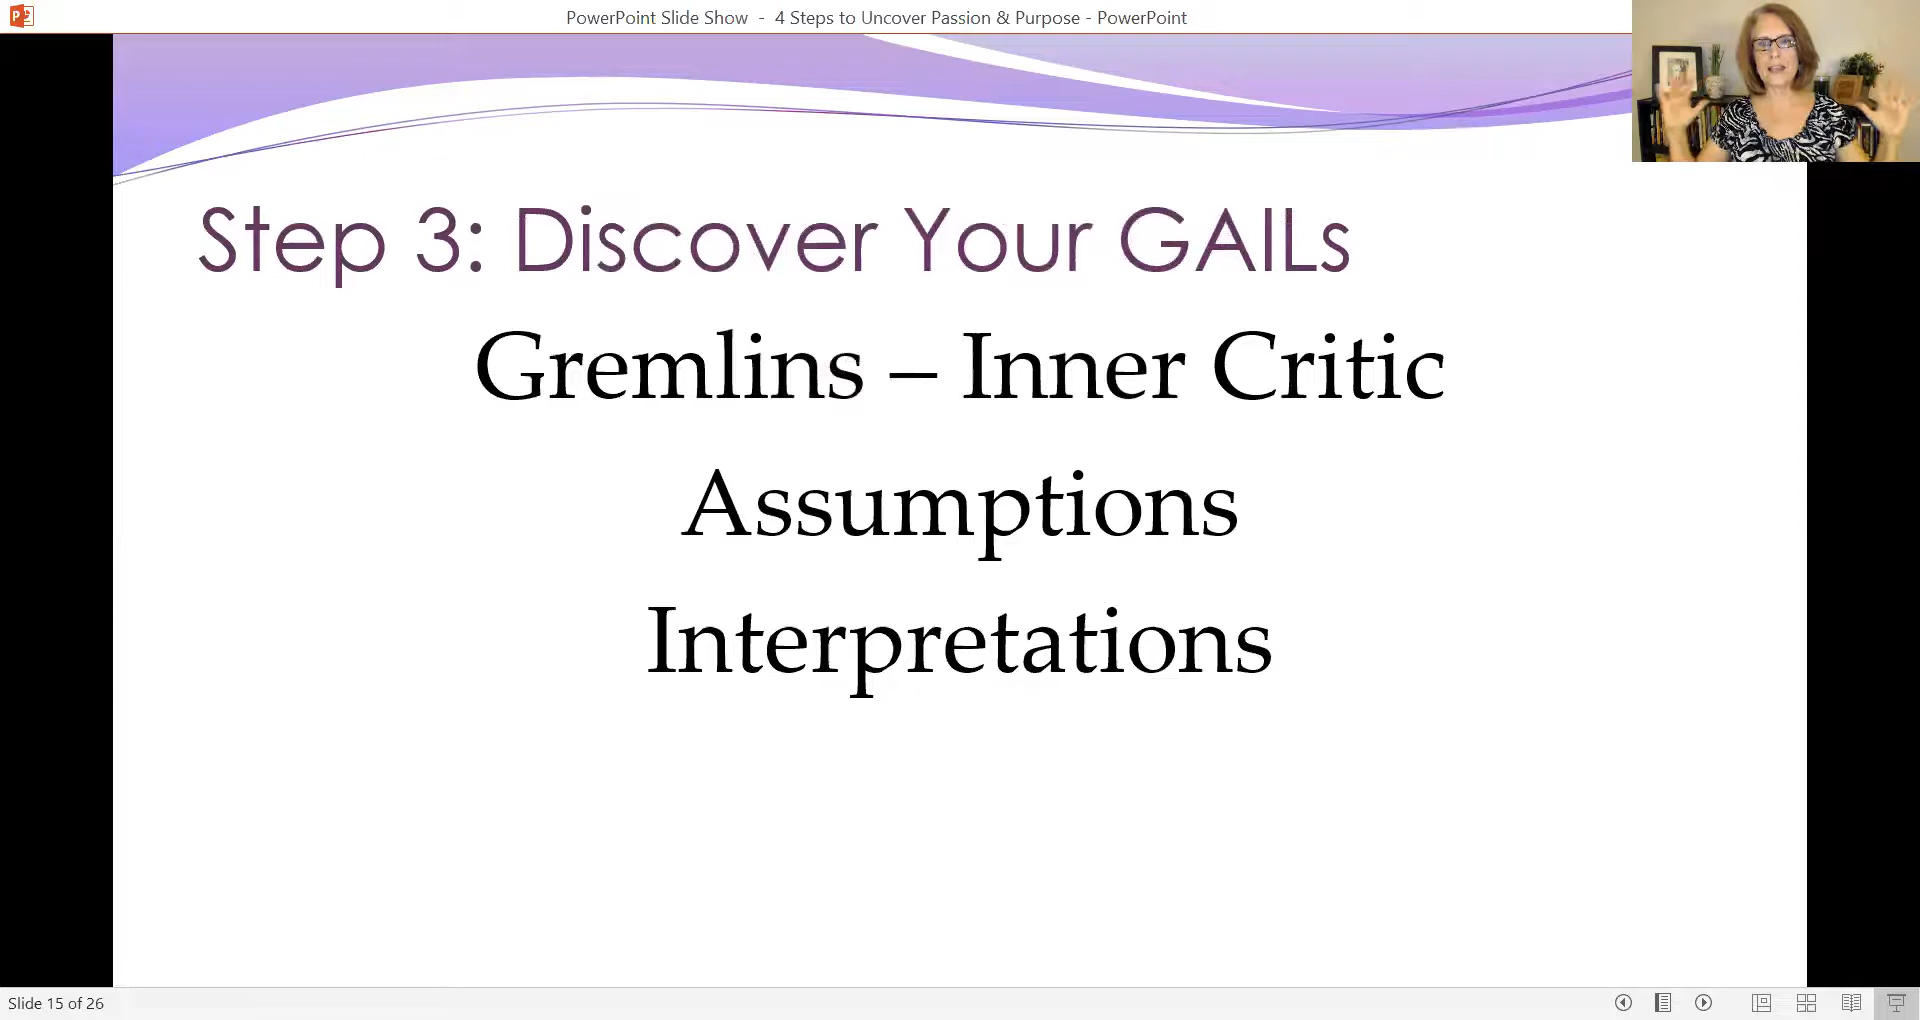 PowerPoint Slide Show - 4 Steps to Uncover Passion & Purpose - PowerPoint
Step 3: Discover Your GAILs
Gremlins – Inner Critic
Assumptions
Interpretations
Slide 15 of 26